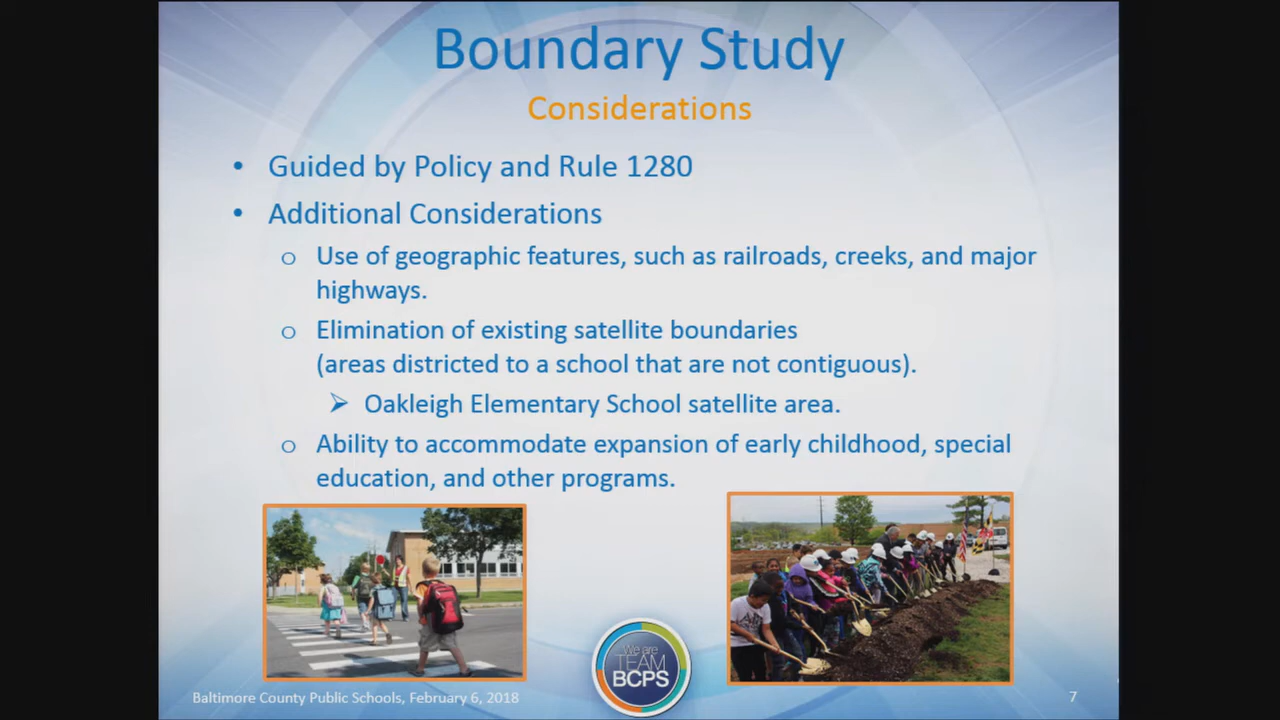 Boundary Study
Considerations
• Guided by Policy and Rule 1280
• Additional Considerations
o Use of geographic features, such as railroads, creeks, and major
highways.
o Elimination of existing satellite boundaries
(areas districted to a school that are not contiguous).
➢ Oakleigh Elementary School satellite area.
o Ability to accommodate expansion of early childhood, special
education, and other programs.
We are
TEAM
BCPS
Baltimore County Public Schools, February 6, 2018
7